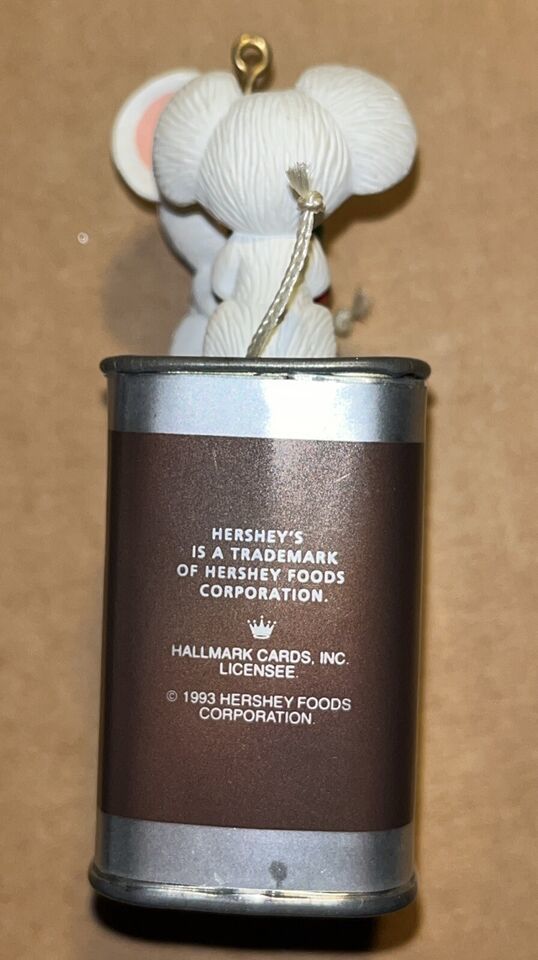 HERSHEY'S
IS A TRADEMARK
OF HERSHEY FOODS
CORPORATION.
HALLMARK CARDS, INC.
LICENSEE.
© 1993 HERSHEY FOODS
CORPORATION.